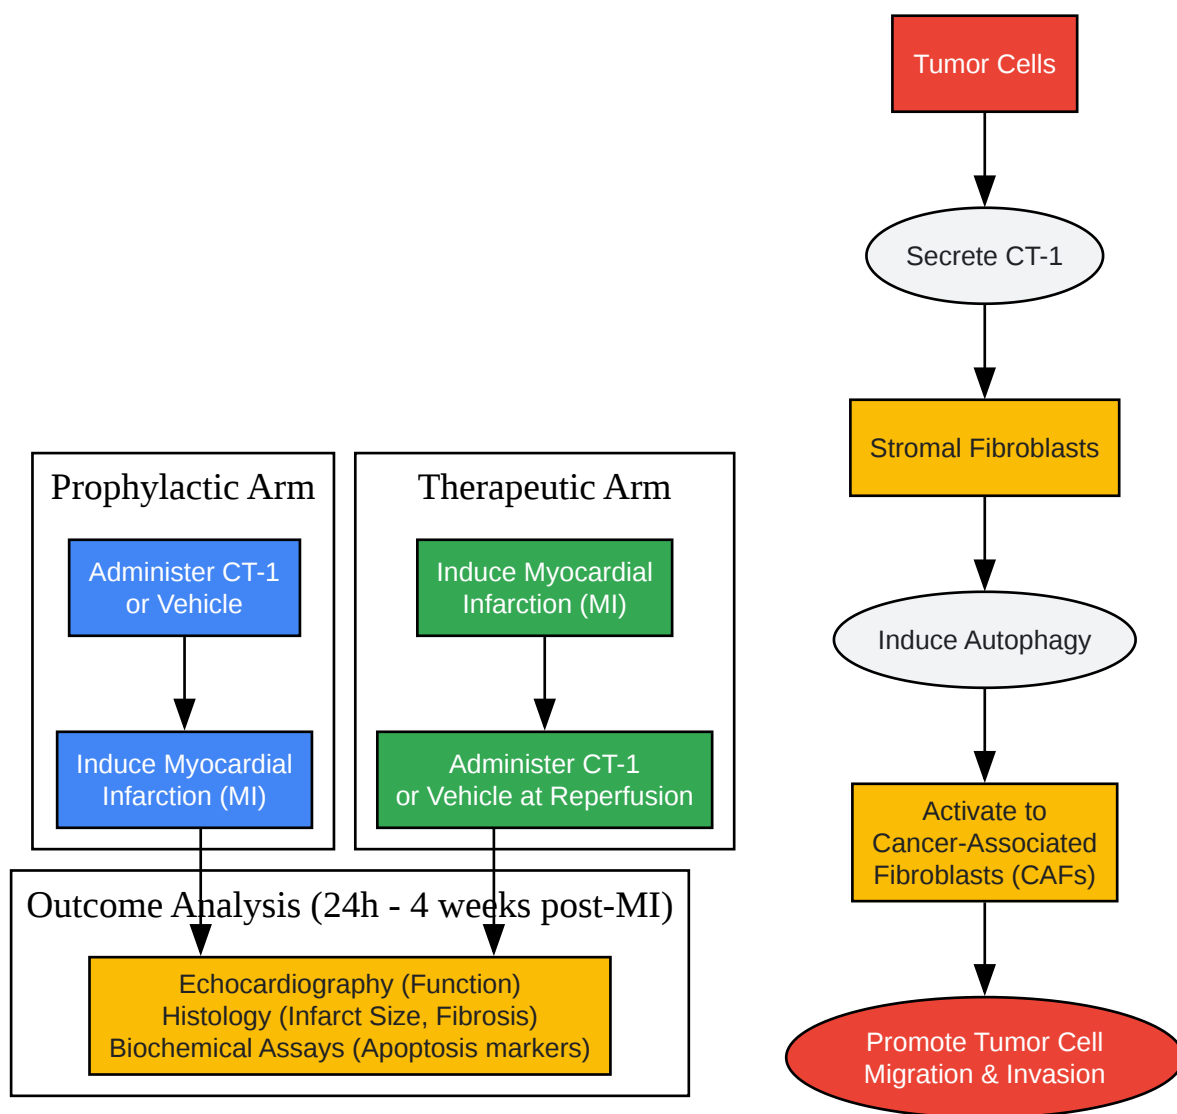 Prophylactic Arm
Administer CT-1
or Vehicle
Induce Myocardial
Infarction (MI)
Therapeutic Arm
Induce Myocardial
Infarction (MI)
Administer CT-1
or Vehicle at Reperfusion
Outcome Analysis (24h - 4 weeks post-MI)
Echocardiography (Function)
Histology (Infarct Size, Fibrosis)
Biochemical Assays (Apoptosis markers)
Tumor Cells
Secrete CT-1
Stromal Fibroblasts
Induce Autophagy
Activate to
Cancer-Associated
Fibroblasts (CAFs)
Promote Tumor Cell
Migration & Invasion